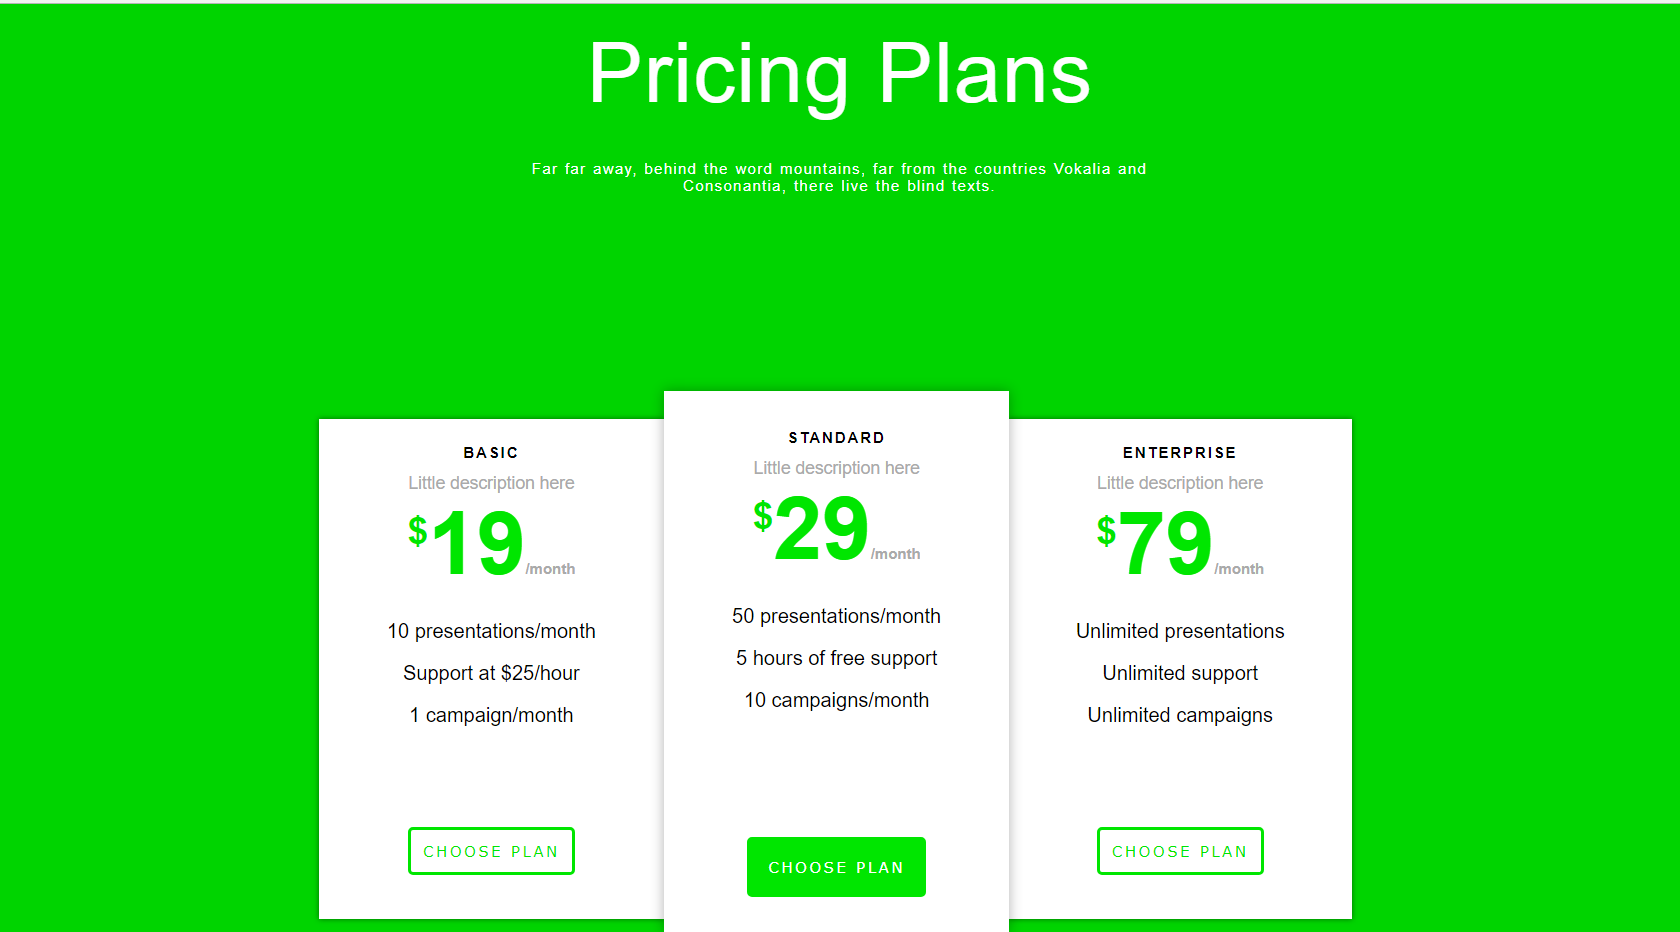 Pricing Plans
Far far away, behind the word mountains, far from the countries Vokalia and
Consonantia, there live the blind texts.
BASIC
Little description here
$19/month
10 presentations/month
Support at $25/hour
1 campaign/month
CHOOSE PLAN
STANDARD
Little description here
$29/month
50 presentations/month
5 hours of free support
10 campaigns/month
CHOOSE PLAN
ENTERPRISE
Little description here
$79/month
Unlimited presentations
Unlimited support
Unlimited campaigns
CHOOSE PLAN